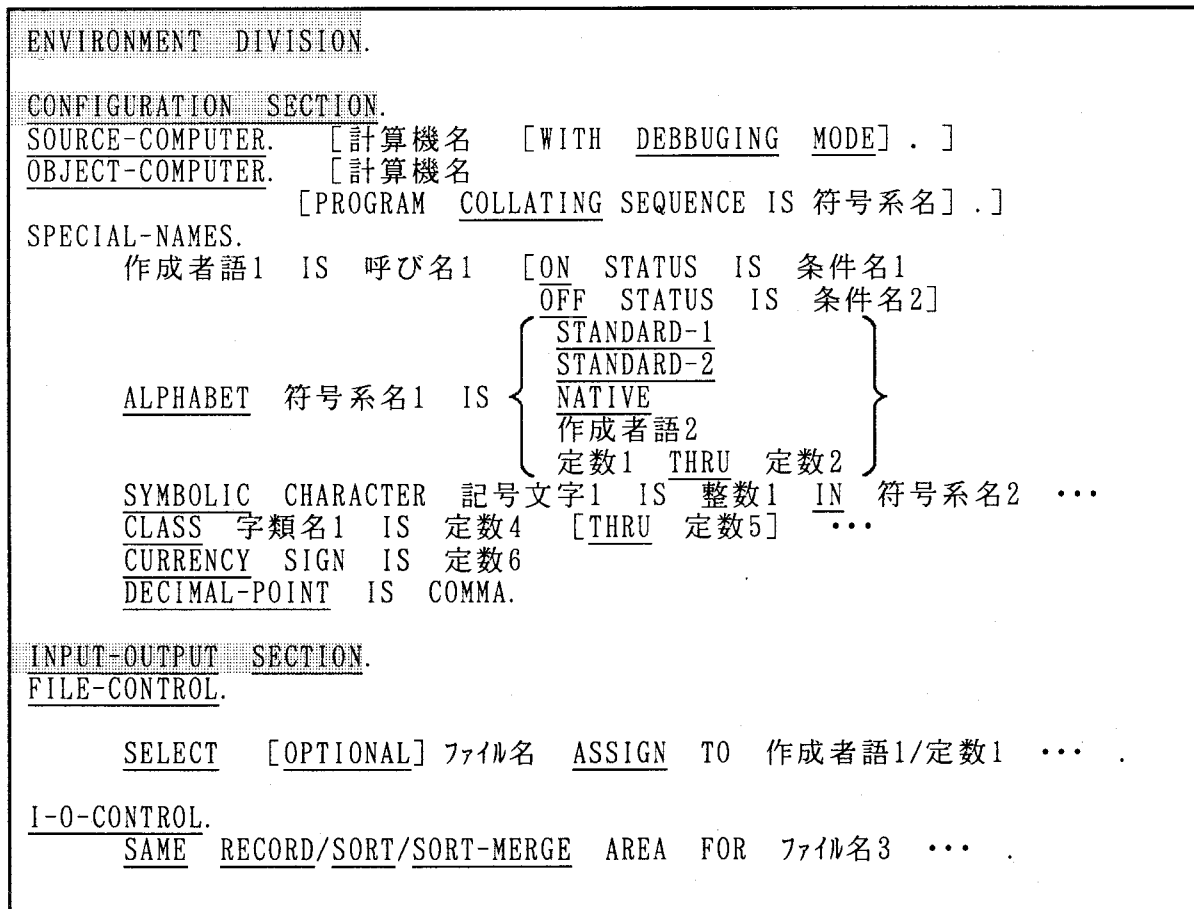 ENVIRONMENT DIVISION.
CONFIGURATION SECTION.
SOURCE-COMPUTER. [計算機名 [WITH DEBBUGING MODE] . ]
OBJECT-COMPUTER. [計算機名
[PROGRAM COLLATING SEQUENCE IS 符号系名] .]
SPECIAL-NAMES.
作成者語1 IS 呼び名1 [ON STATUS IS 条件名1
OFF STATUS IS 条件名2]
STANDARD-1
STANDARD-2
ALPHABET 符号系名1 IS { NATIVE }
作成者語2
定数1 THRU 定数2
SYMBOLIC CHARACTER 記号文字1 IS 整数1 IN 符号系名2 ・・・
CLASS 字類名1 IS 定数4 [THRU 定数5] ・・・
CURRENCY SIGN IS 定数6
DECIMAL-POINT IS COMMA.
INPUT-OUTPUT SECTION.
FILE-CONTROL.
SELECT [OPTIONAL] ﾌｧｲﾙ名 ASSIGN TO 作成者語1/定数1 ・・・ .
I-O-CONTROL.
SAME RECORD/SORT/SORT-MERGE AREA FOR ﾌｧｲﾙ名3 ・・・ .